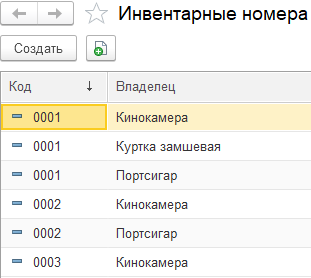 Инвентарные номера
Создать
Код Владелец
0001 Кинокамера
0001 Куртка замшевая
0001 Портсигар
0002 Кинокамера
0002 Портсигар
0003 Кинокамера